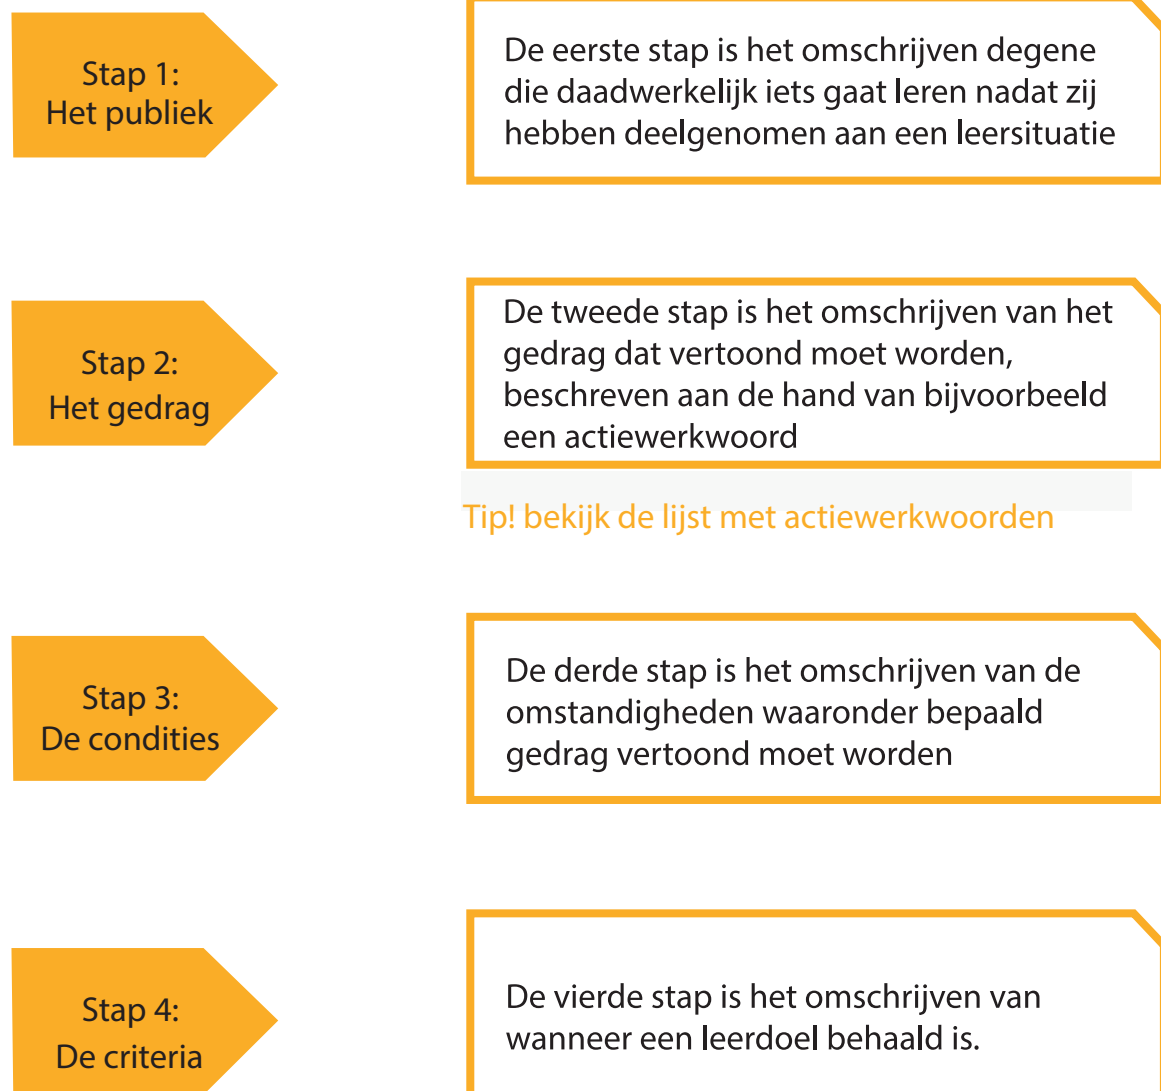 Stap 1:
Het publiek
De eerste stap is het omschrijven degene
die daadwerkelijk iets gaat leren nadat zij
hebben deelgenomen aan een leersituatie
Stap 2:
Het gedrag
De tweede stap is het omschrijven van het
gedrag dat vertoond moet worden,
beschreven aan de hand van bijvoorbeeld
een actiewerkwoord
Tip! bekijk de lijst met actiewerkwoorden
Stap 3:
De condities
De derde stap is het omschrijven van de
omstandigheden waaronder bepaald
gedrag vertoond moet worden
Stap 4:
De criteria
De vierde stap is het omschrijven van
wanneer een leerdoel behaald is.